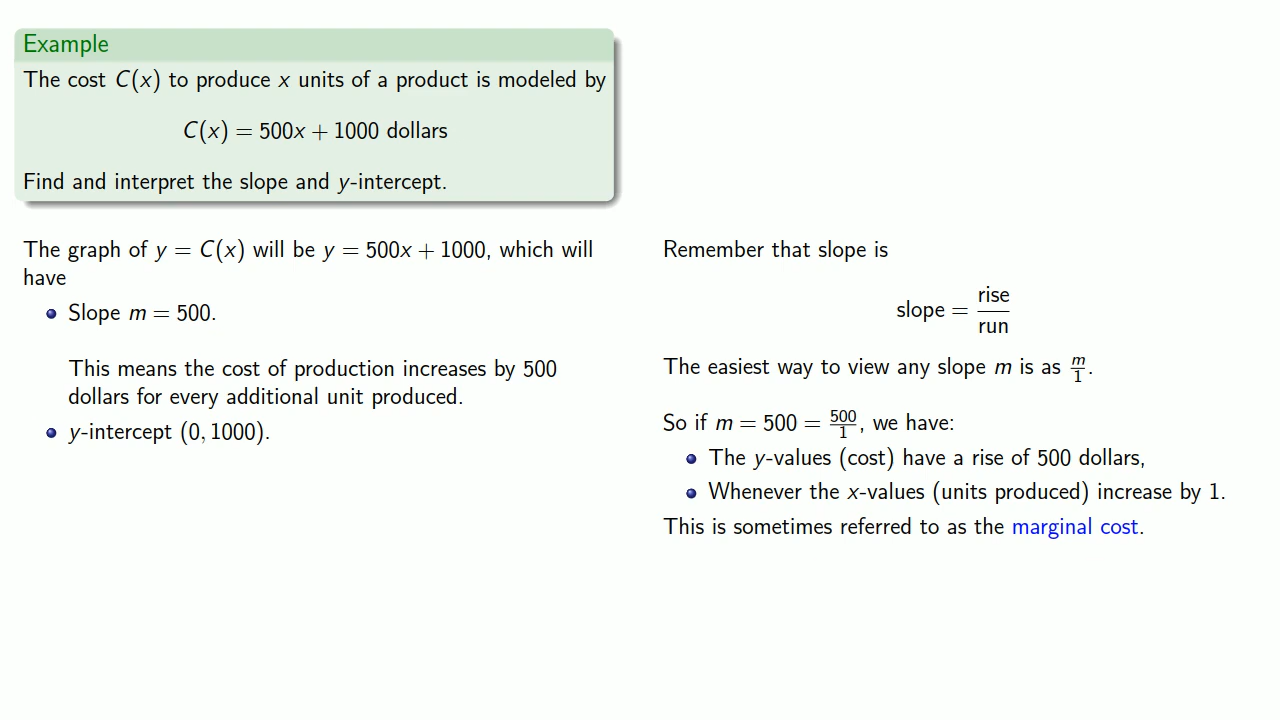 Example
The cost C(x) to produce x units of a product is modeled by
C(x) = 500x + 1000 dollars
Find and interpret the slope and y-intercept.
The graph of y = C(x) will be y = 500x + 1000, which will
have
Slope m = 500.
This means the cost of production increases by 500
dollars for every additional unit produced.
y-intercept (0, 1000).
Remember that slope is
slope = rise/run
The easiest way to view any slope m is as m/1.
So if m = 500 = 500/1, we have:
The y-values (cost) have a rise of 500 dollars,
Whenever the x-values (units produced) increase by 1.
This is sometimes referred to as the marginal cost.